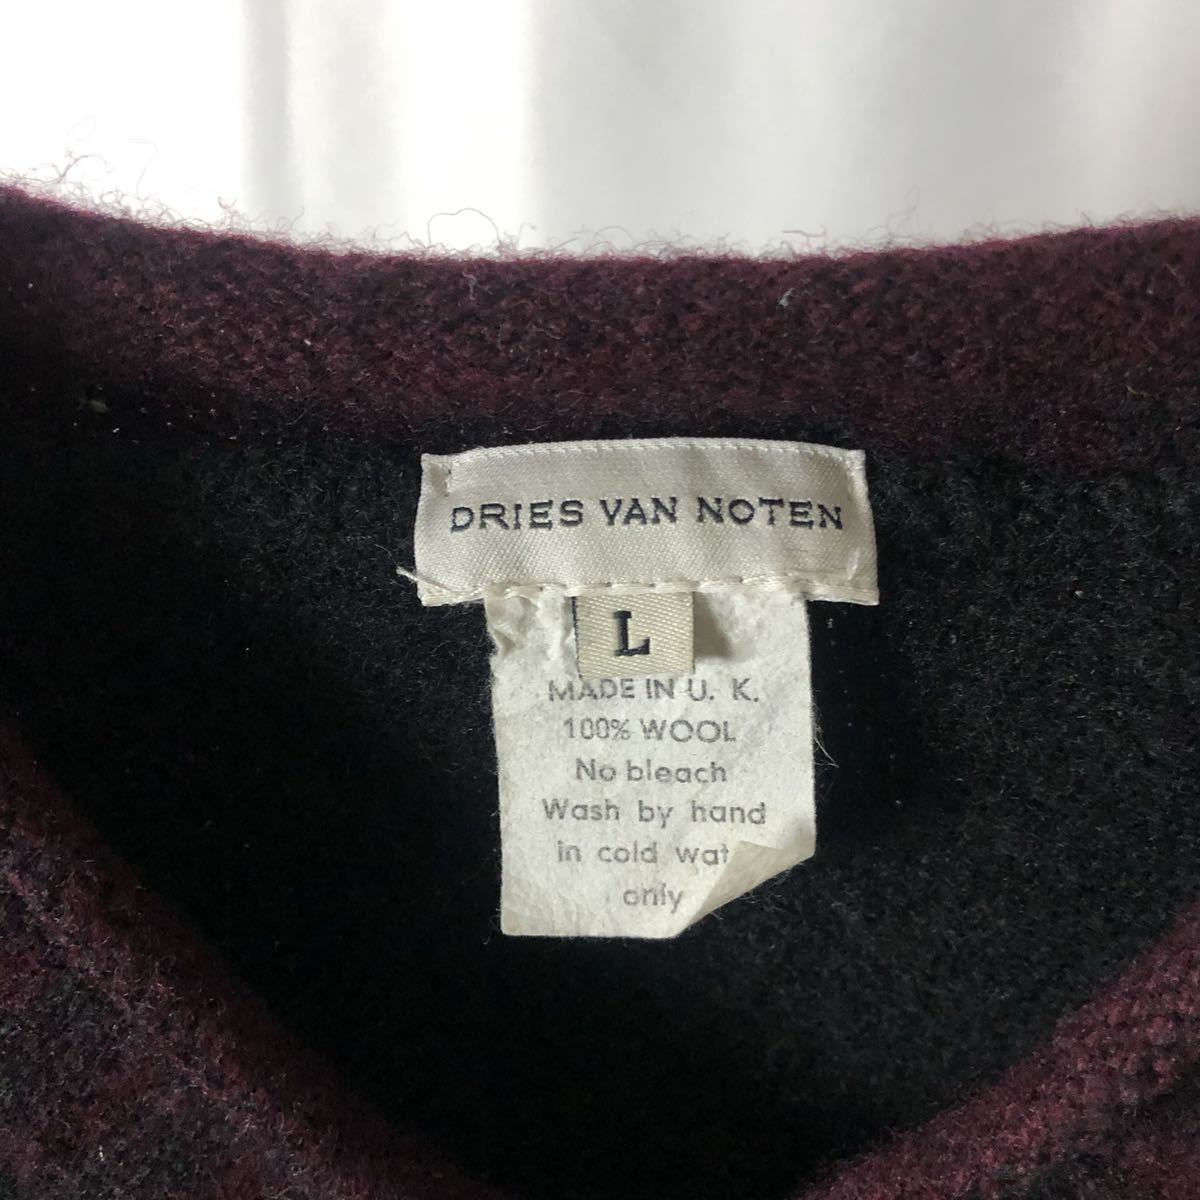 DRIES VAN NOTEN
L
MADE IN U. K.
100% WOOL
No bleach
Wash by hand
in cold wat
only